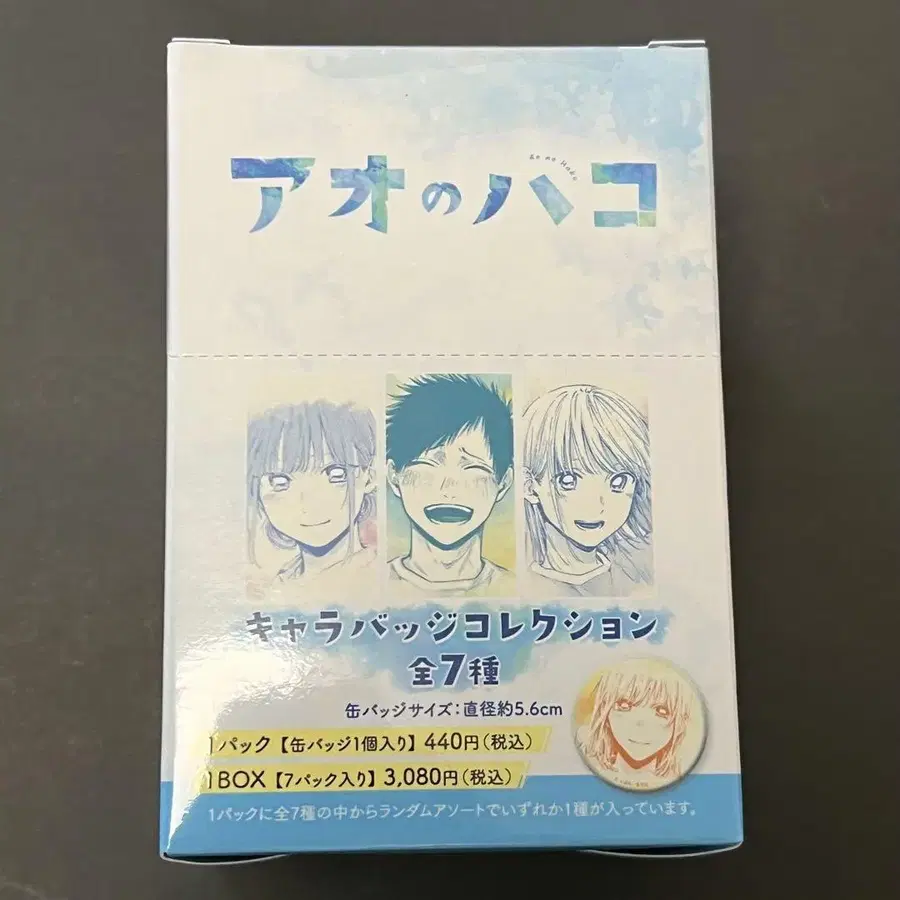 Ao no Hako
アオのハコ
キャラバッジコレクション
全7種
缶バッジサイズ：直径約5.6cm
1パック【缶バッジ1個入り】440円（税込）
1BOX【7パック入り】3,080円（税込）
1パックに全7種の中からランダムアソートでいずれか1種が入っています。